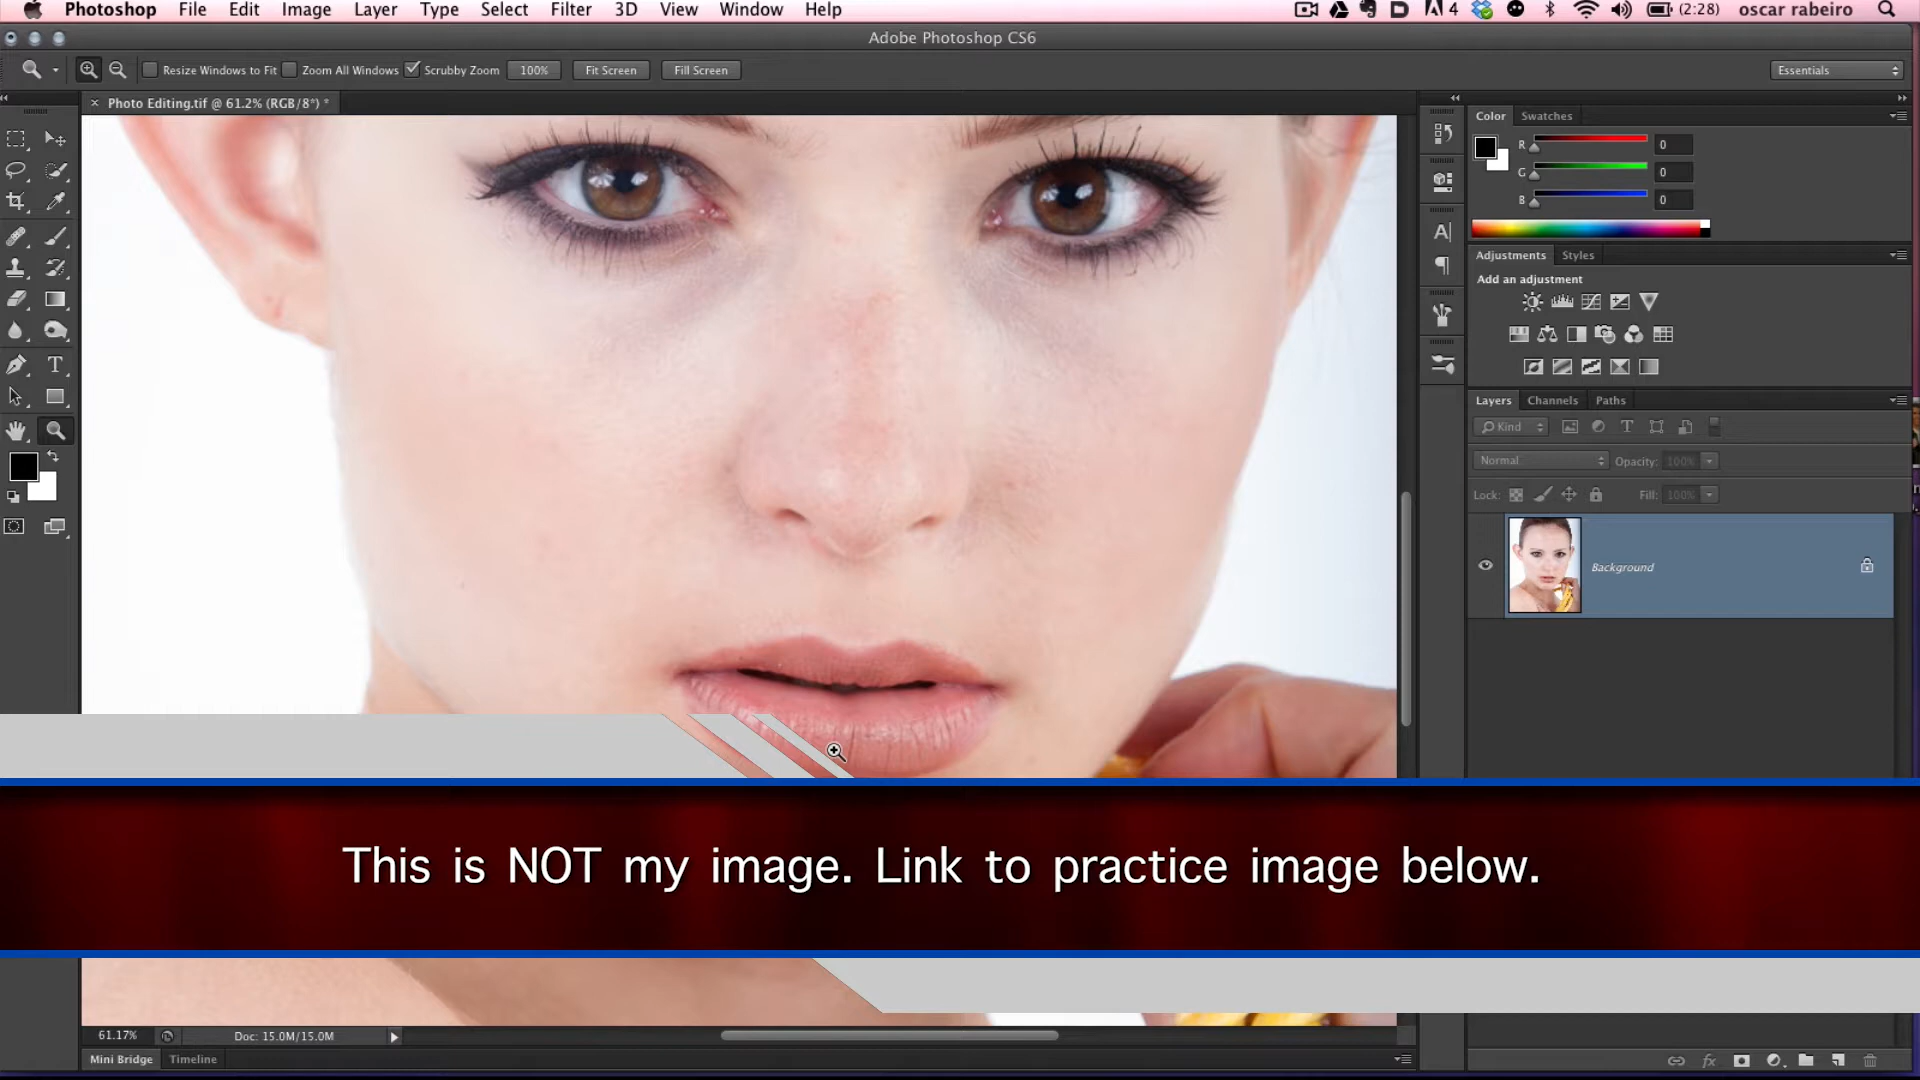 Photoshop File Edit Image Layer Type Select Filter 3D View Window Help 4 (2:28) oscar rabeiro
Adobe Photoshop CS6
Resize Windows to Fit Zoom All Windows Scrubby Zoom 100% Fit Screen Fill Screen Essentials
× Photo Editing.tif @ 61.2% (RGB/8*) *
Color Swatches
R 0
G 0
B 0
Adjustments Styles
Add an adjustment
Layers Channels Paths
Kind
Normal Opacity: 100%
Lock: Fill: 100%
Background
This is NOT my image. Link to practice image below.
61.17% Doc: 15.0M/15.0M
Mini Bridge Timeline